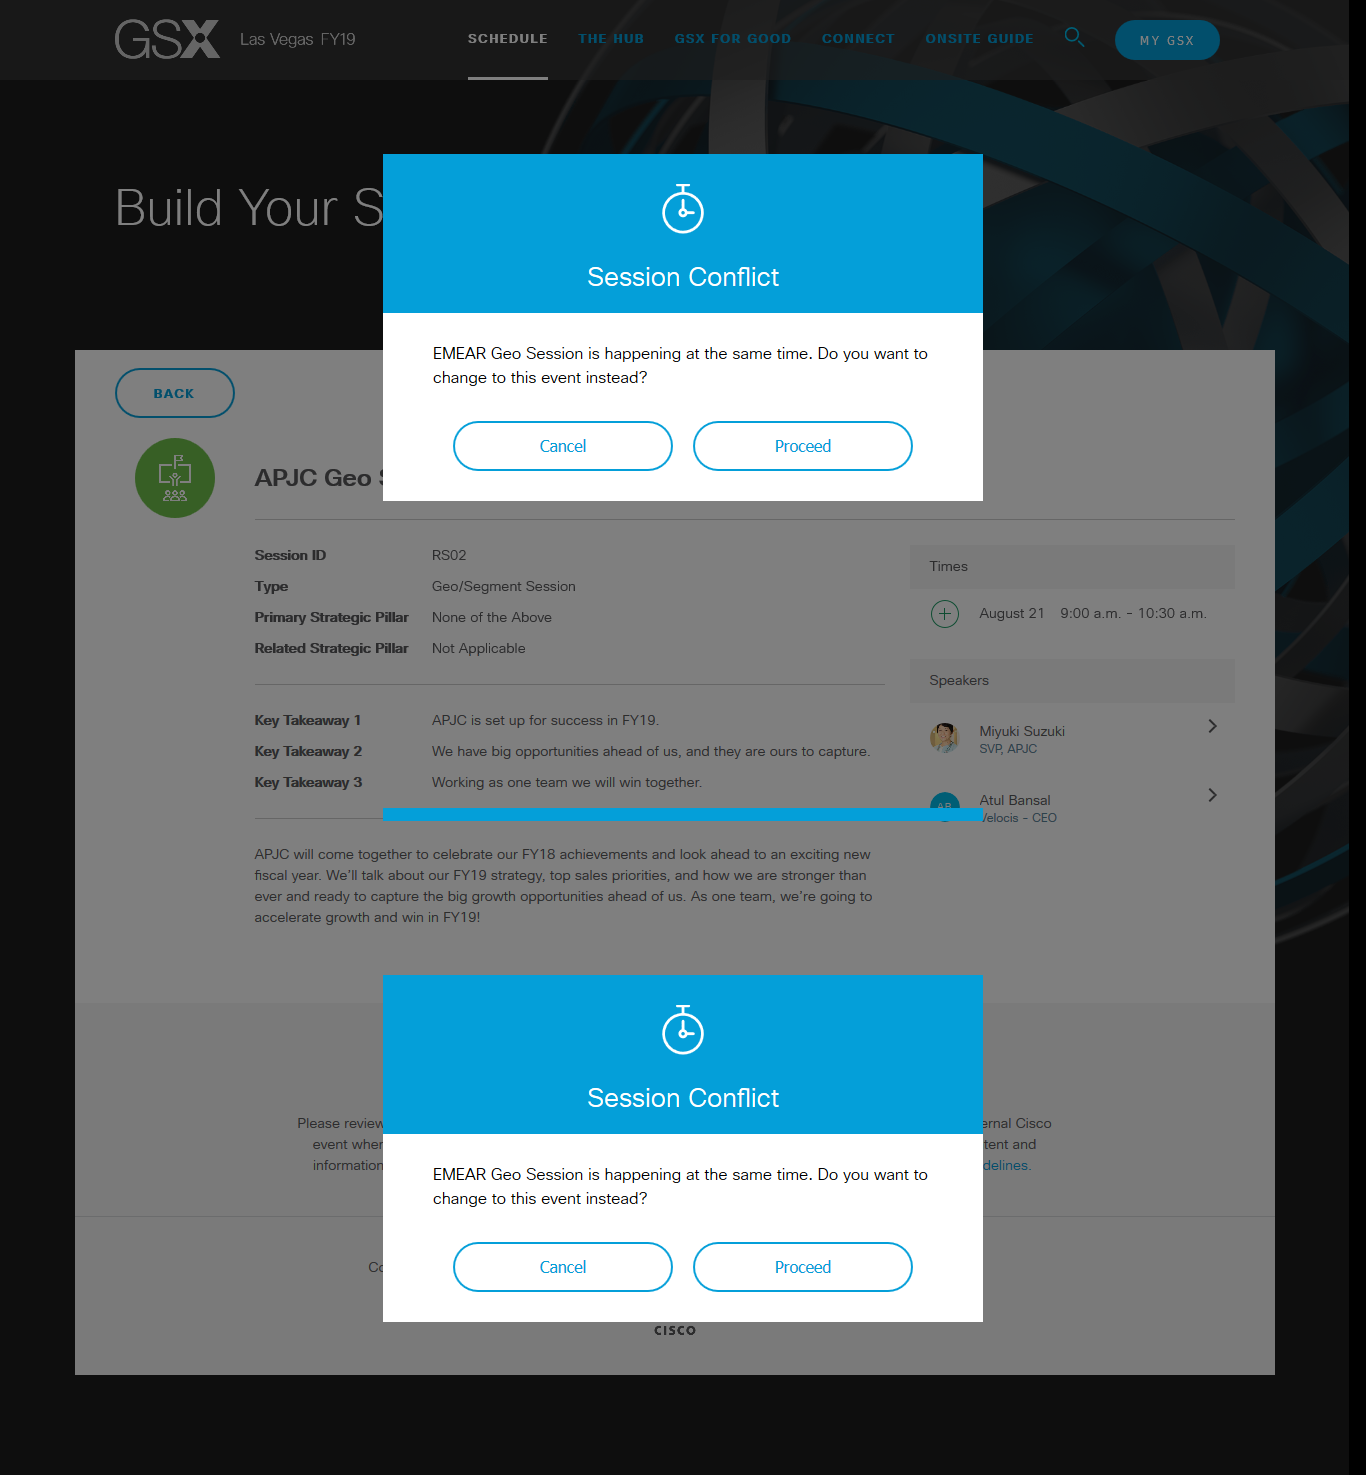 GSX Las Vegas FY19
SCHEDULE THE HUB GSX FOR GOOD CONNECT ONSITE GUIDE MY GSX
Build Your S
Session Conflict
EMEAR Geo Session is happening at the same time. Do you want to
change to this event instead?
Cancel Proceed
BACK
APJC Geo
Session ID RS02
Type Geo/Segment Session
Primary Strategic Pillar None of the Above
Related Strategic Pillar Not Applicable
Key Takeaway 1 APJC is set up for success in FY19.
Key Takeaway 2 We have big opportunities ahead of us, and they are ours to capture.
Key Takeaway 3 Working as one team we will win together.
Times
August 21 9:00 a.m. - 10:30 a.m.
Speakers
Miyuki Suzuki
SVP, APJC
Atul Bansal
Velocis - CEO
APJC will come together to celebrate our FY18 achievements and look ahead to an exciting new
fiscal year. We'll talk about our FY19 strategy, top sales priorities, and how we are stronger than
ever and ready to capture the big growth opportunities ahead of us. As one team, we're going to
accelerate growth and win in FY19!
Session Conflict
EMEAR Geo Session is happening at the same time. Do you want to
change to this event instead?
Cancel Proceed
Please review ernal Cisco
event wher tent and
information delines.
Co
CISCO